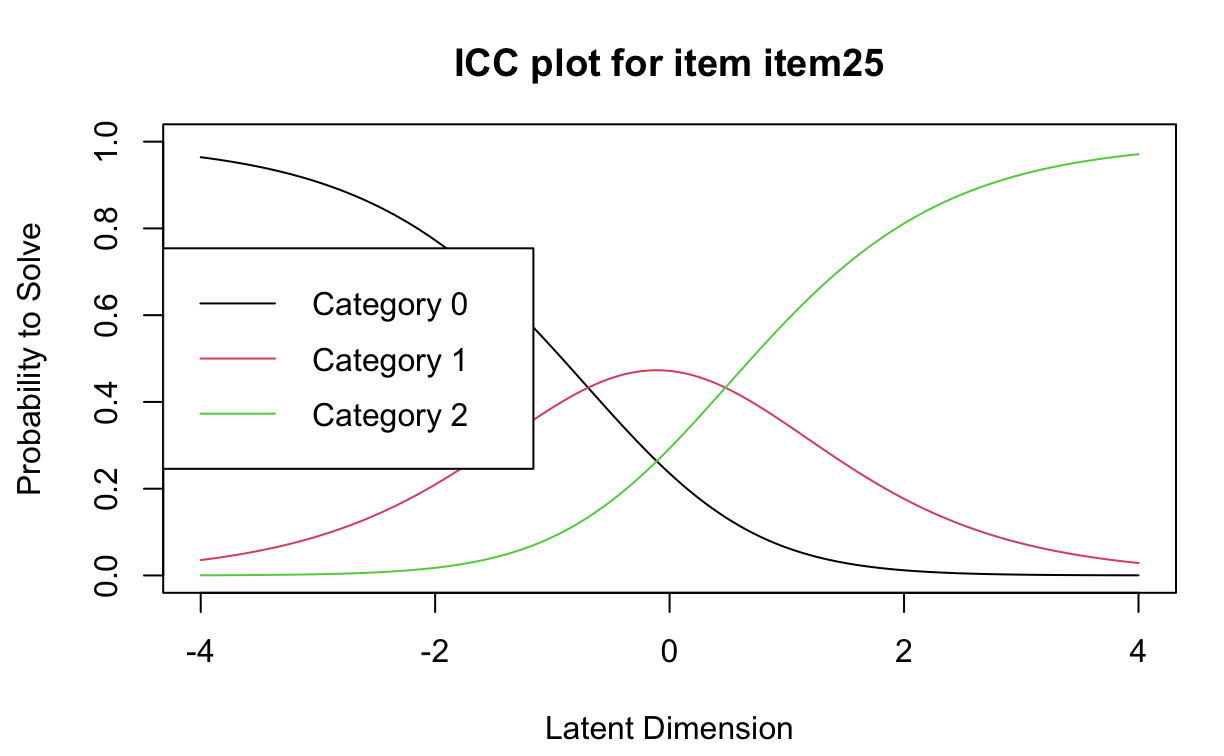 ICC plot for item item25
Probability to Solve
1.0
0.8
0.6
0.4
0.2
0.0
Category 0
Category 1
Category 2
-4 -2 0 2 4
Latent Dimension